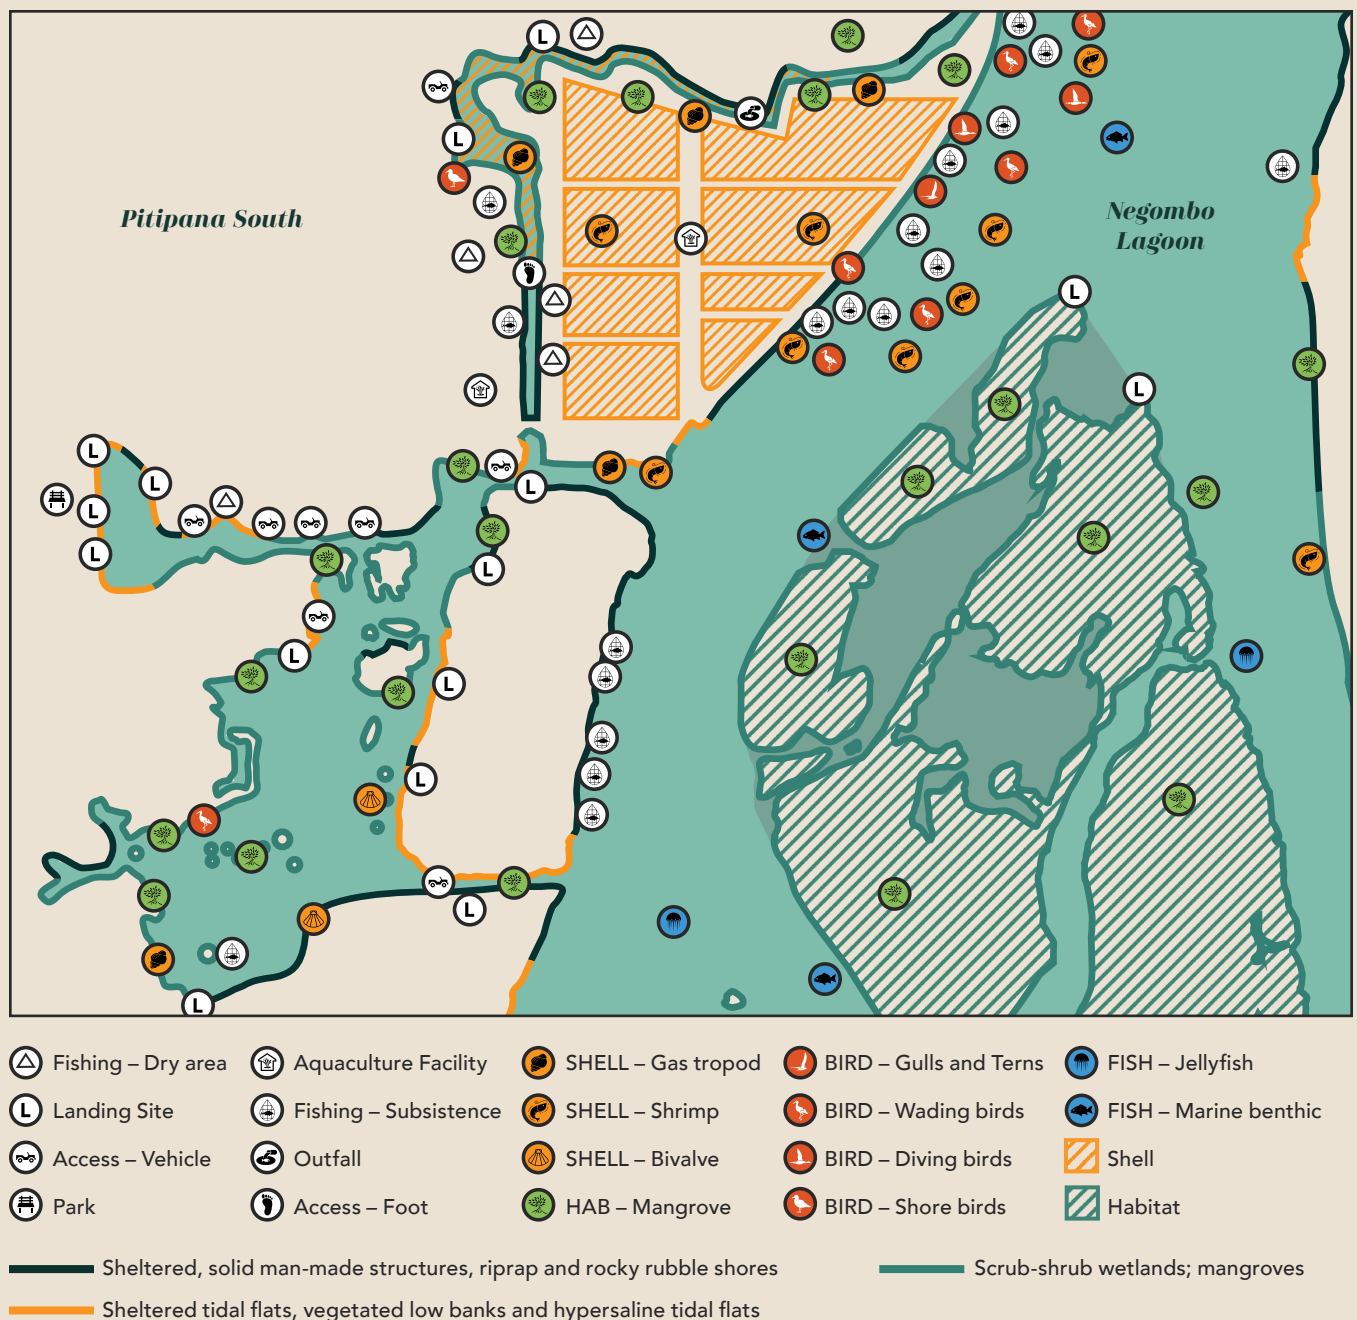 L
L
Pitipana South
Negombo
Lagoon
L
L
L
L
L
L
L
L
L
L
L
L
L
L
Fishing – Dry area
Aquaculture Facility
SHELL – Gas tropod
BIRD – Gulls and Terns
FISH – Jellyfish
L
Landing Site
Fishing – Subsistence
SHELL – Shrimp
BIRD – Wading birds
FISH – Marine benthic
Access – Vehicle
Outfall
SHELL – Bivalve
BIRD – Diving birds
Shell
Park
Access – Foot
HAB – Mangrove
BIRD – Shore birds
Habitat
Sheltered, solid man-made structures, riprap and rocky rubble shores
Scrub-shrub wetlands; mangroves
Sheltered tidal flats, vegetated low banks and hypersaline tidal flats